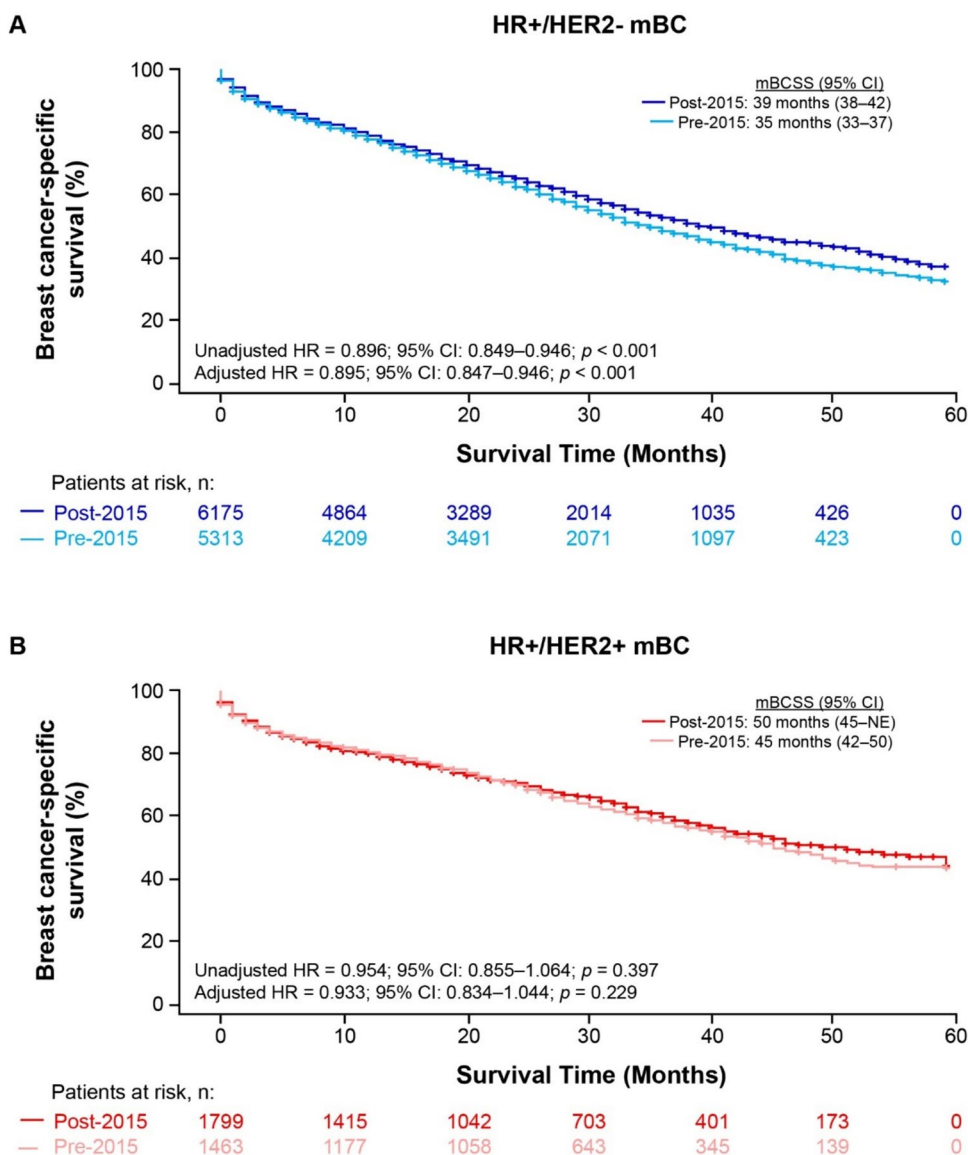 A
HR+/HER2- mBC
mBCSS (95% CI)
Post-2015: 39 months (38–42)
Pre-2015: 35 months (33–37)
Breast cancer-specific
survival (%)
100
80
60
40
20
0
Unadjusted HR = 0.896; 95% CI: 0.849–0.946; p < 0.001
Adjusted HR = 0.895; 95% CI: 0.847–0.946; p < 0.001
0 10 20 30 40 50 60
Survival Time (Months)
Patients at risk, n:
Post-2015 6175 4864 3289 2014 1035 426 0
Pre-2015 5313 4209 3491 2071 1097 423 0
B
HR+/HER2+ mBC
mBCSS (95% CI)
Post-2015: 50 months (45–NE)
Pre-2015: 45 months (42–50)
Breast cancer-specific
survival (%)
100
80
60
40
20
0
Unadjusted HR = 0.954; 95% CI: 0.855–1.064; p = 0.397
Adjusted HR = 0.933; 95% CI: 0.834–1.044; p = 0.229
0 10 20 30 40 50 60
Survival Time (Months)
Patients at risk, n:
Post-2015 1799 1415 1042 703 401 173 0
Pre-2015 1463 1177 1058 643 345 139 0